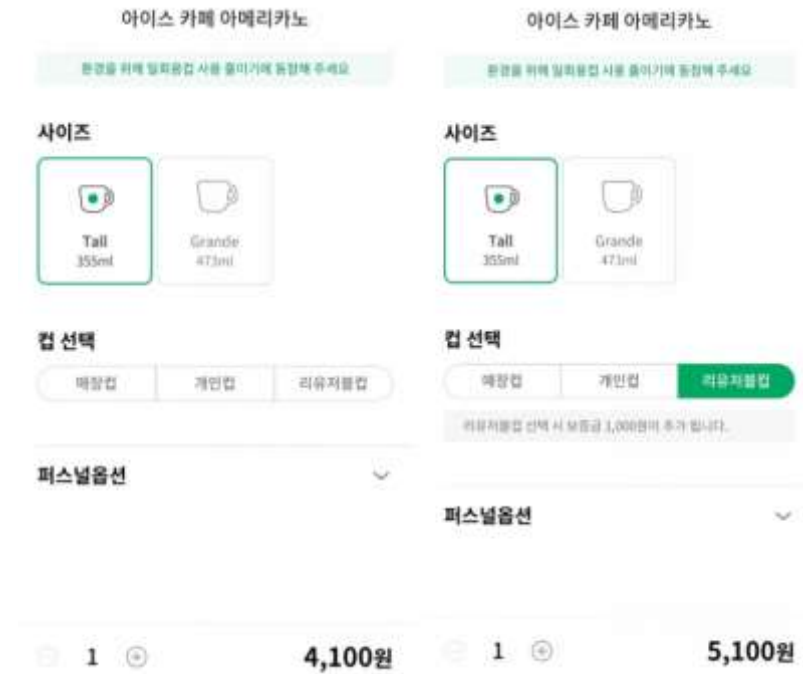 아이스 카페 아메리카노
환경을 위해 일회용컵 사용 줄이기에 동참해 주세요
사이즈
Tall
355ml
Grande
473ml
컵 선택
매장컵
개인컵
리유저블컵
퍼스널옵션
1
4,100원
아이스 카페 아메리카노
환경을 위해 일회용컵 사용 줄이기에 동참해 주세요
사이즈
Tall
355ml
Grande
473ml
컵 선택
매장컵
개인컵
리유저블컵
리유저블컵 선택 시 보증금 1,000원이 추가 됩니다.
퍼스널옵션
1
5,100원